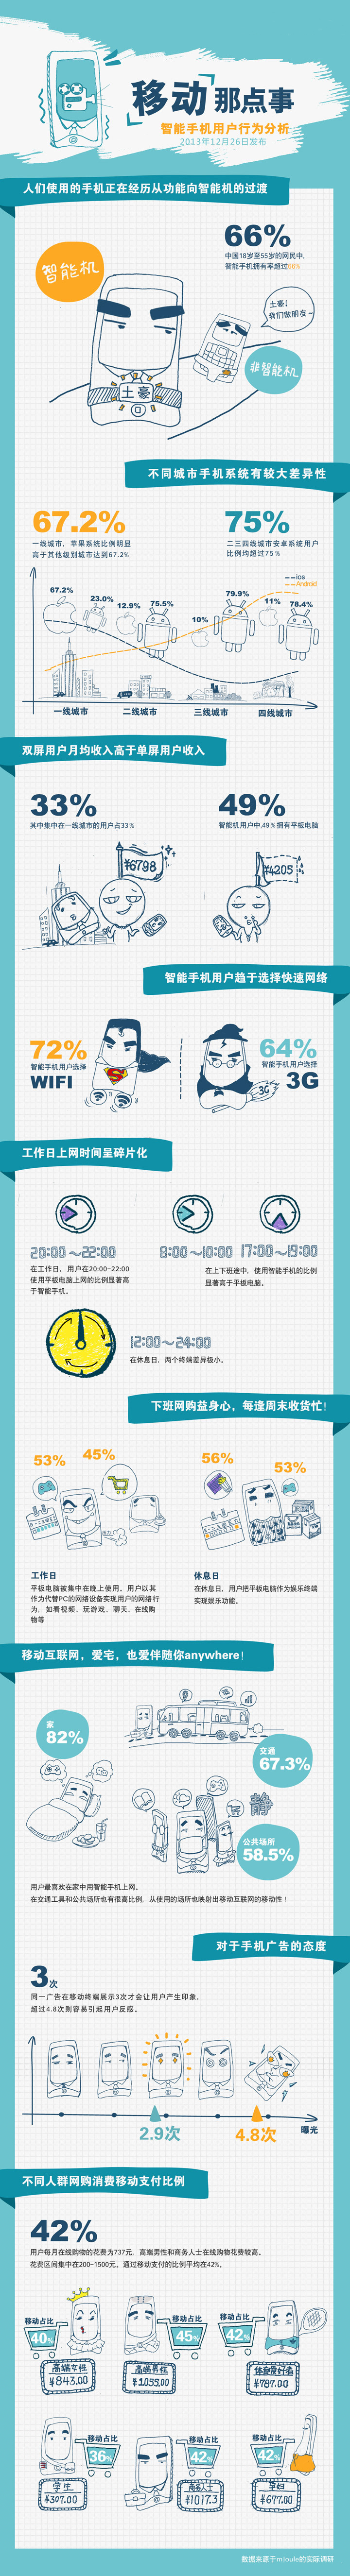 移动那点事
智能手机用户行为分析
2013年12月26日发布
人们使用的手机正在经历从功能向智能机的过渡
66%
中国18岁至55岁的网民中,
智能手机拥有率超过66%
智能机
土豪!
我们做朋友~
土豪
非智能机
不同城市手机系统有较大差异性
67.2%
一线城市, 苹果系统比例明显
高于其他级别城市达到67.2%
75%
二三四线城市安卓系统用户
比例均超过75%
ios
Android
67.2%
23.0%
12.9%
75.5%
10%
79.9%
11%
78.4%
一线城市
二线城市
三线城市
四线城市
双屏用户月均收入高于单屏用户收入
33%
其中集中在一线城市的用户占33%
49%
智能机用户中,49%拥有平板电脑
¥6798
¥4205
智能手机用户趋于选择快速网络
72%
智能手机用户选择
WIFI
64%
智能手机用户选择
3G
S
3G
工作日上网时间呈碎片化
20:00~22:00
在工作日, 用户在20:00-22:00
使用平板电脑上网的比例显著高
于智能手机。
8:00~10:00 17:00~19:00
在上下班途中, 使用智能手机的比例
显著高于平板电脑。
12:00~24:00
在休息日, 两个终端差异极小。
下班网购益身心, 每逢周末收货忙!
53%
45%
56%
53%
工作日
平板电脑被集中在晚上使用。用户以其
作为代替PC的网络设备实现用户的网络行
为, 如看视频、玩游戏、聊天、在线购
物等
休息日
在休息日, 用户把平板电脑作为娱乐终端
实现娱乐功能。
移动互联网, 爱宅, 也爱伴随你anywhere!
家
82%
交通
67.3%
静
公共场所
58.5%
用户最喜欢在家中用智能手机上网。
在交通工具和公共场所也有很高比例, 从使用的场所也映射出移动互联网的移动性!
对于手机广告的态度
3次
同一广告在移动终端展示3次才会让用户产生印象,
超过4.8次则容易引起用户反感。
2.9次
4.8次
曝光
不同人群网购消费移动支付比例
42%
用户每月在线购物的花费为737元, 高端男性和商务人士在线购物花费较高,
花费区间集中在200-1500元。通过移动支付的比例平均在42%。
移动占比
40%
高端女性
¥843.00
移动占比
45%
高端男性
¥1055.00
移动占比
42%
体育爱好者
¥787.00
移动占比
36%
学生
¥307.00
移动占比
42%
商务人士
¥1017.3
移动占比
42%
孕妇
¥677.00
数据来源于mJoule的实际调研